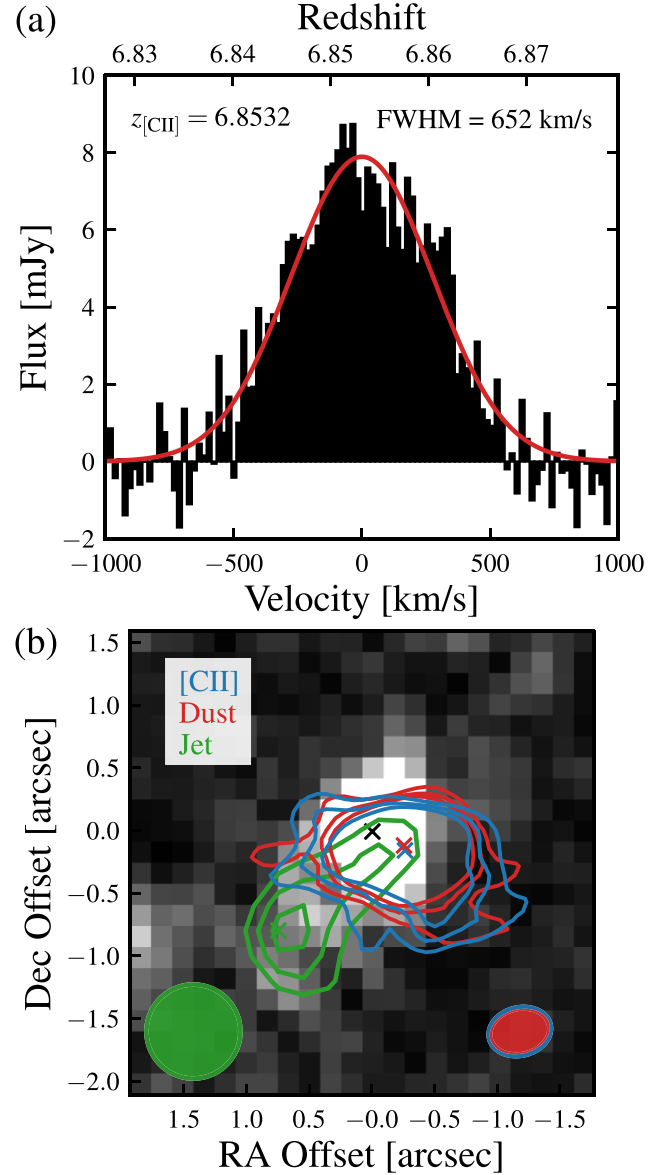 (a)
Redshift
6.83 6.84 6.85 6.86 6.87
z[CII] = 6.8532
FWHM = 652 km/s
10
8
6
4
2
0
−2
Flux [mJy]
−1000 −500 0 500 1000
Velocity [km/s]
(b)
[CII]
Dust
Jet
1.5
1.0
0.5
0.0
−0.5
−1.0
−1.5
−2.0
Dec Offset [arcsec]
1.5 1.0 0.5 −0.0 −0.5 −1.0 −1.5
RA Offset [arcsec]